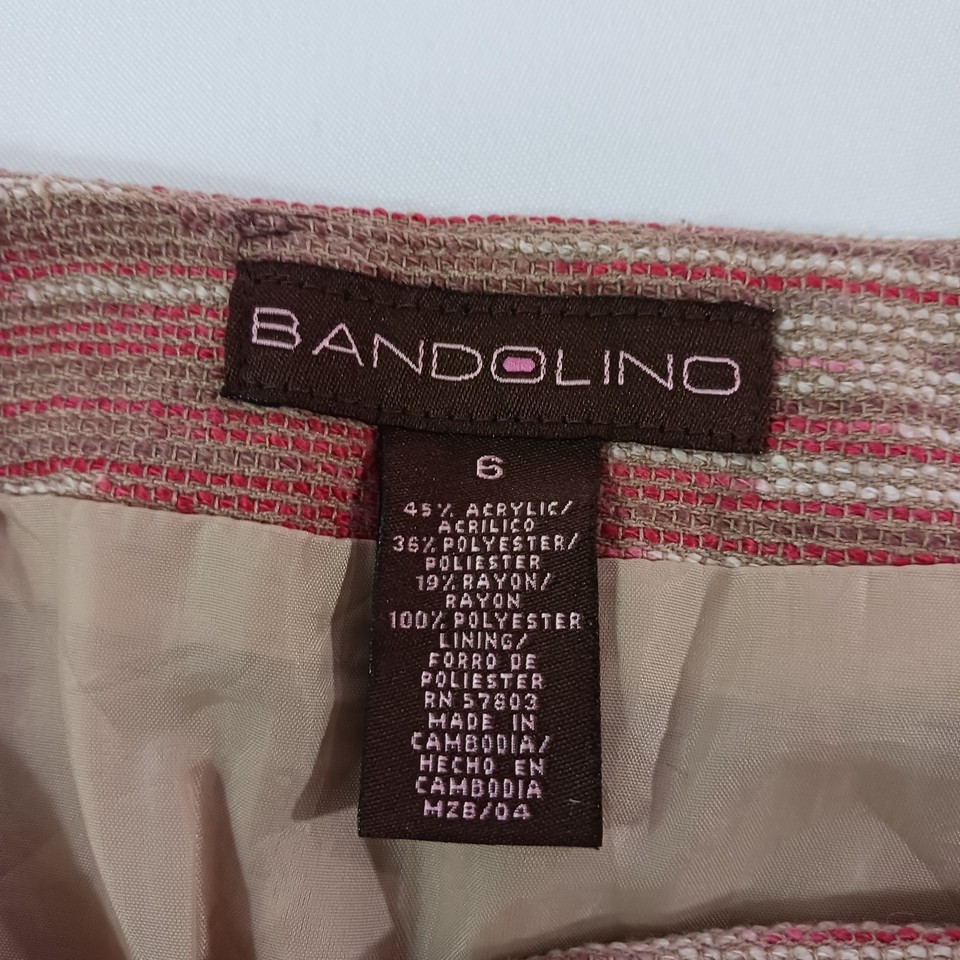 BANDOLINO
6
45% ACRYLIC/
ACRILICO
36% POLYESTER/
POLIESTER
19% RAYON/
RAYON
100% POLYESTER
LINING/
FORRO DE
POLIESTER
RN 57803
MADE IN
CAMBODIA/
HECHO EN
CAMBODIA
MZB/04